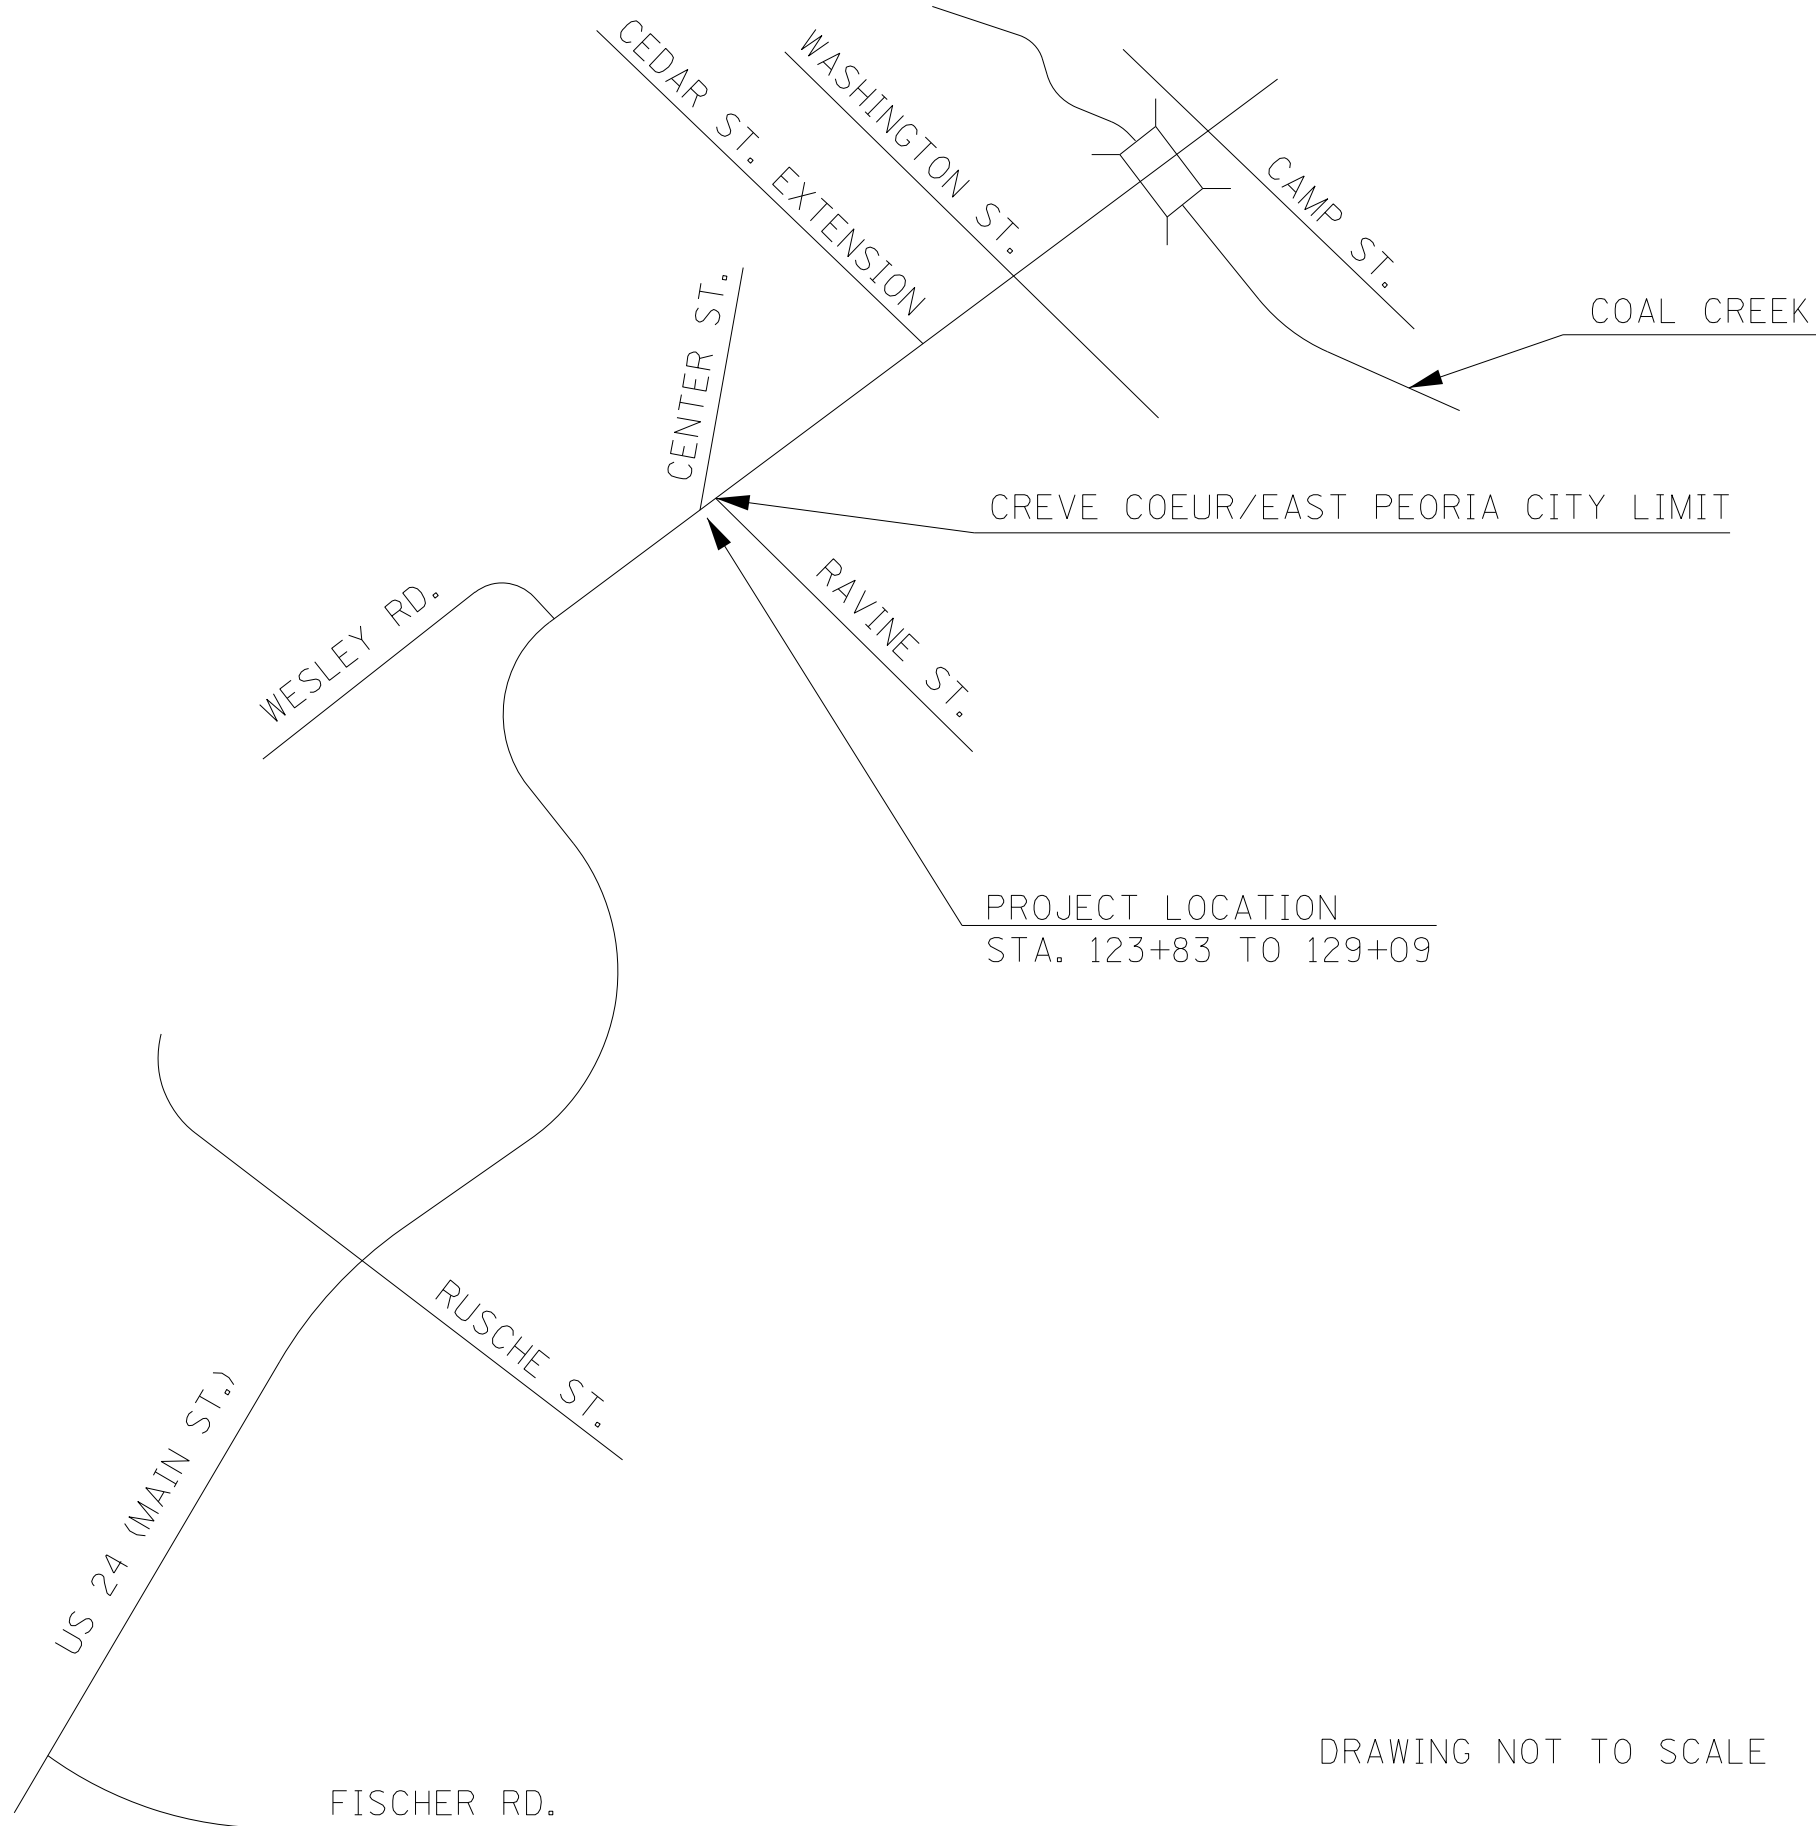 CEDAR ST. EXTENSION
WASHINGTON ST.
CAMP ST.
COAL CREEK
CENTER ST.
CREVE COEUR/EAST PEORIA CITY LIMIT
WESLEY RD.
RAVINE ST.
PROJECT LOCATION
STA. 123+83 TO 129+09
RUSCHE ST.
US 24 (MAIN ST.)
DRAWING NOT TO SCALE
FISCHER RD.